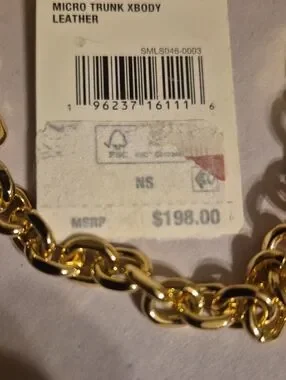 MICRO TRUNK XBODY
LEATHER
SMLS046-0003
1 96237 16111 6
FSC
NS
MSRP $198.00